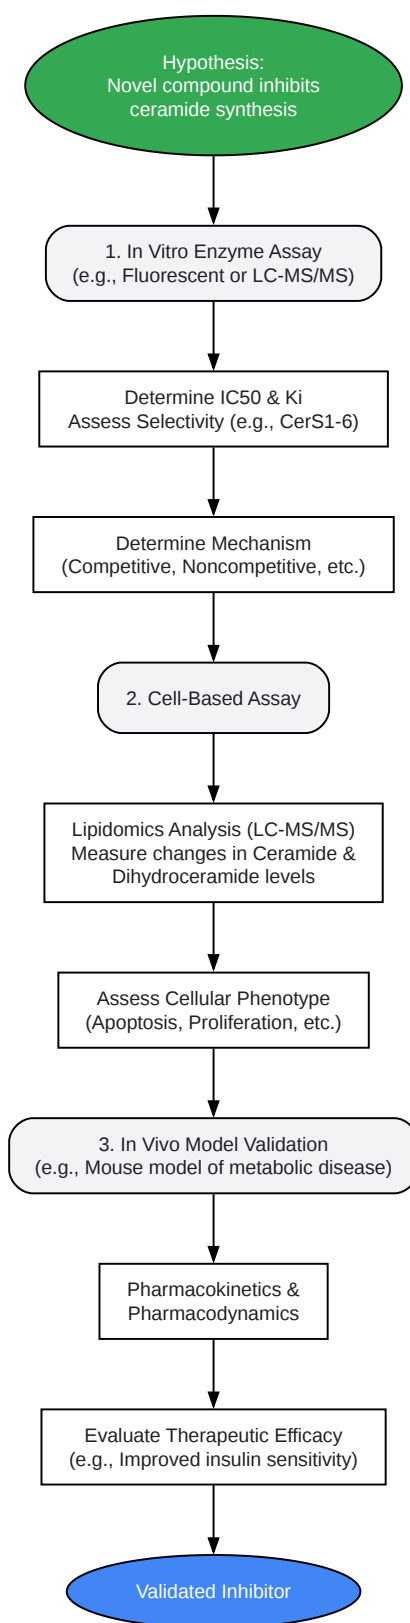 Hypothesis:
Novel compound inhibits
ceramide synthesis
1. In Vitro Enzyme Assay
(e.g., Fluorescent or LC-MS/MS)
Determine IC50 & Ki
Assess Selectivity (e.g., CerS1-6)
Determine Mechanism
(Competitive, Noncompetitive, etc.)
2. Cell-Based Assay
Lipidomics Analysis (LC-MS/MS)
Measure changes in Ceramide &
Dihydroceramide levels
Assess Cellular Phenotype
(Apoptosis, Proliferation, etc.)
3. In Vivo Model Validation
(e.g., Mouse model of metabolic disease)
Pharmacokinetics &
Pharmacodynamics
Evaluate Therapeutic Efficacy
(e.g., Improved insulin sensitivity)
Validated Inhibitor